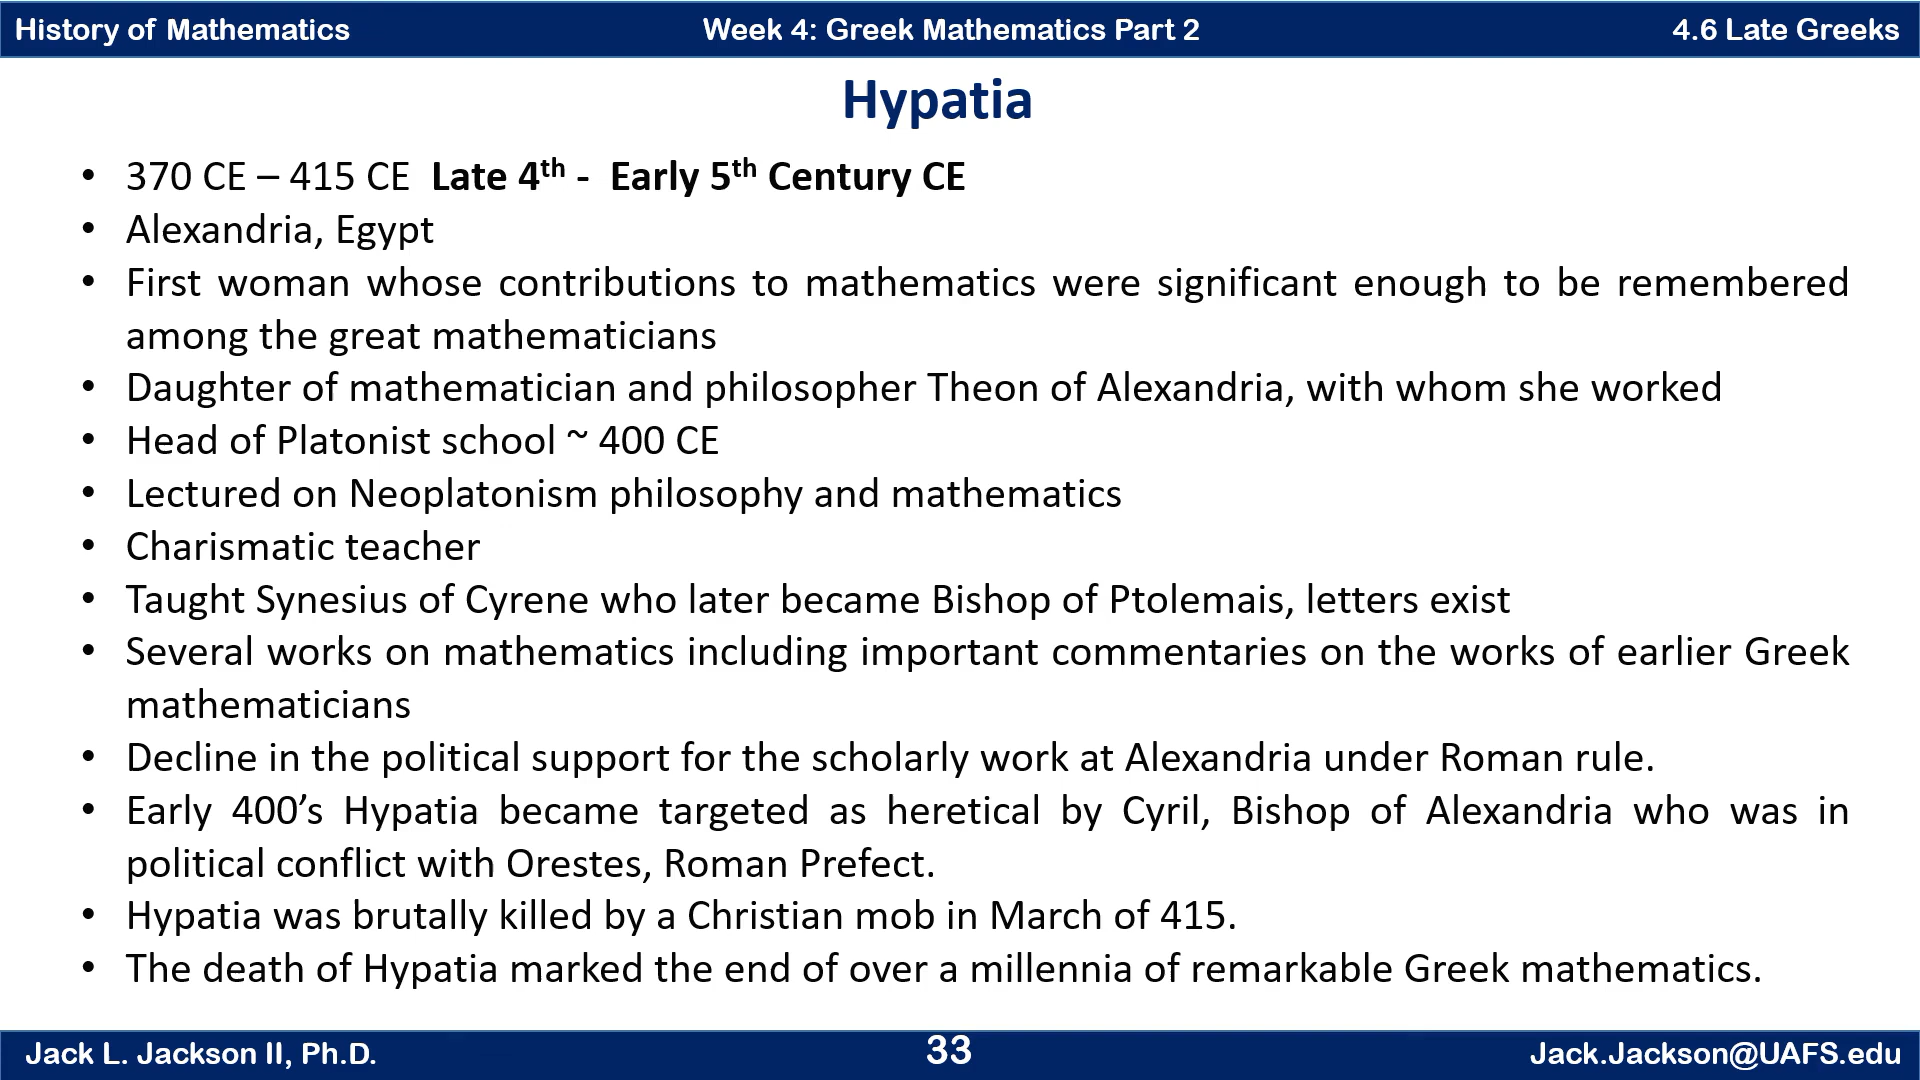 History of Mathematics
Week 4: Greek Mathematics Part 2
4.6 Late Greeks
Hypatia
• 370 CE – 415 CE Late 4th - Early 5th Century CE
• Alexandria, Egypt
• First woman whose contributions to mathematics were significant enough to be remembered
among the great mathematicians
• Daughter of mathematician and philosopher Theon of Alexandria, with whom she worked
• Head of Platonist school ~ 400 CE
• Lectured on Neoplatonism philosophy and mathematics
• Charismatic teacher
• Taught Synesius of Cyrene who later became Bishop of Ptolemais, letters exist
• Several works on mathematics including important commentaries on the works of earlier Greek
mathematicians
• Decline in the political support for the scholarly work at Alexandria under Roman rule.
• Early 400’s Hypatia became targeted as heretical by Cyril, Bishop of Alexandria who was in
political conflict with Orestes, Roman Prefect.
• Hypatia was brutally killed by a Christian mob in March of 415.
• The death of Hypatia marked the end of over a millennia of remarkable Greek mathematics.
Jack L. Jackson II, Ph.D.
33
Jack.Jackson@UAFS.edu